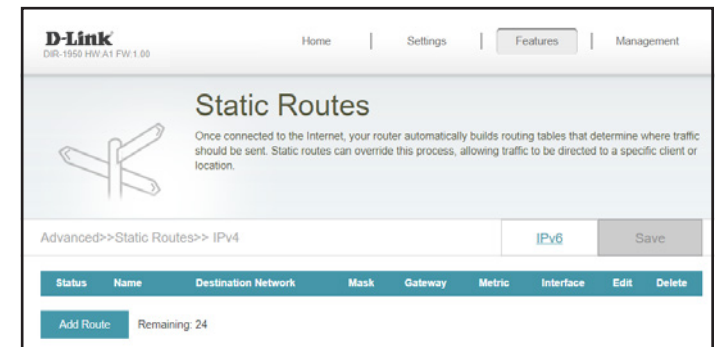 D-Link
DIR-1950 HW:A1 FW:1.00
Home | Settings | Features | Management
Static Routes
Once connected to the Internet, your router automatically builds routing tables that determine where traffic
should be sent. Static routes can override this process, allowing traffic to be directed to a specific client or
location.
Advanced>>Static Routes>> IPv4 IPv6 Save
Status Name Destination Network Mask Gateway Metric Interface Edit Delete
Add Route Remaining: 24